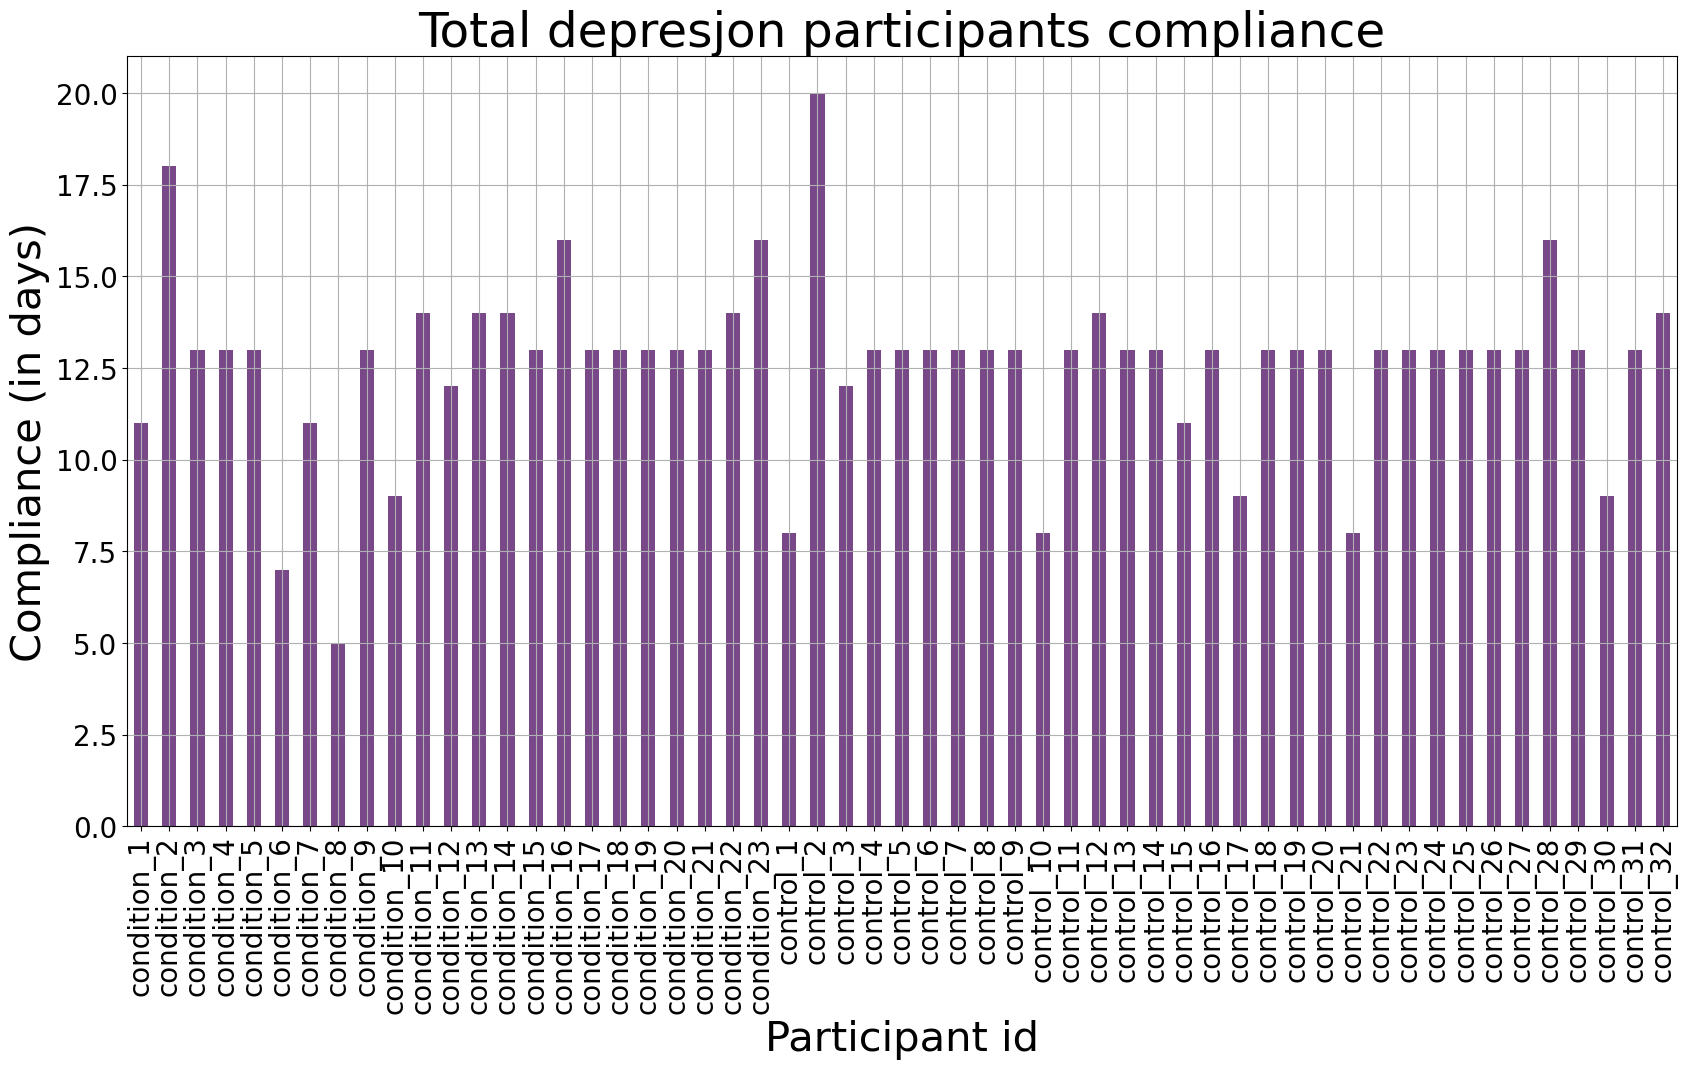 Total depresjon participants compliance
Compliance (in days)
20.0
17.5
15.0
12.5
10.0
7.5
5.0
2.5
0.0
condition_1
condition_2
condition_3
condition_4
condition_5
condition_6
condition_7
condition_8
condition_9
condition_10
condition_11
condition_12
condition_13
condition_14
condition_15
condition_16
condition_17
condition_18
condition_19
condition_20
condition_21
condition_22
condition_23
control_1
control_2
control_3
control_4
control_5
control_6
control_7
control_8
control_9
control_10
control_11
control_12
control_13
control_14
control_15
control_16
control_17
control_18
control_19
control_20
control_21
control_22
control_23
control_24
control_25
control_26
control_27
control_28
control_29
control_30
control_31
control_32
Participant id